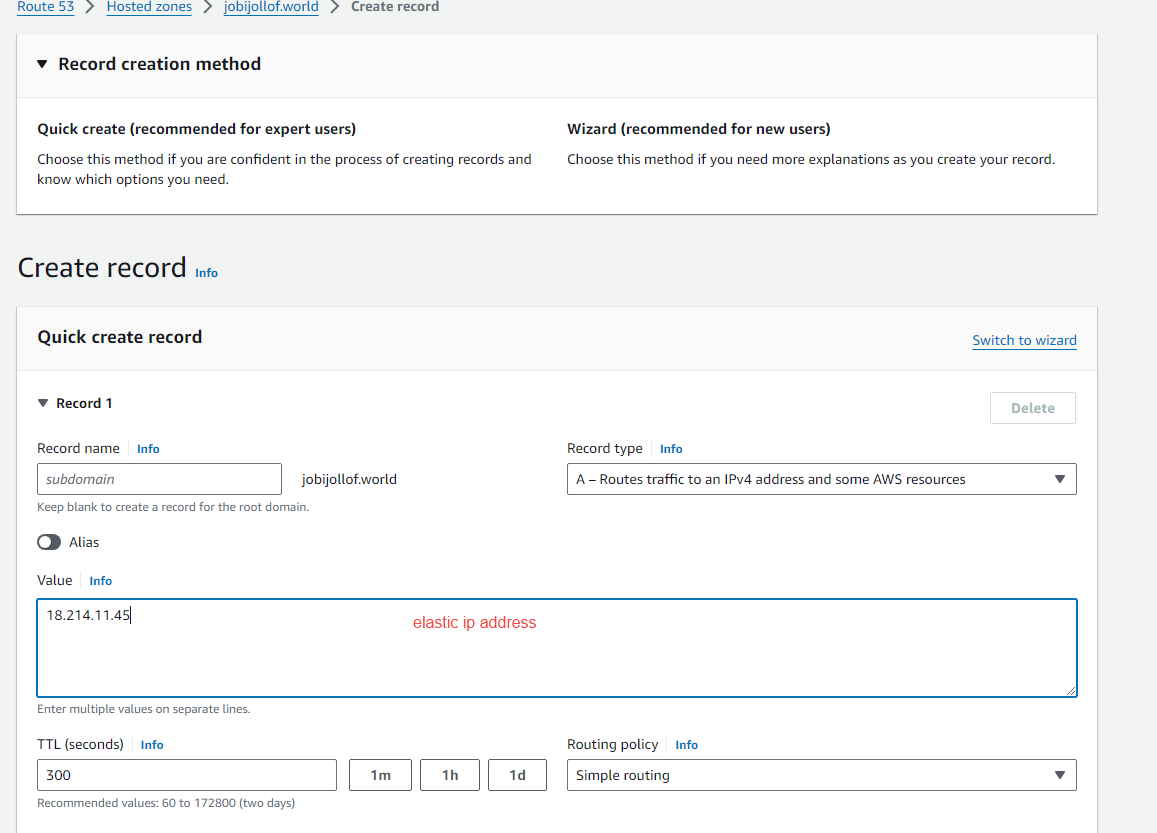 Route 53 > Hosted zones > jobijollof.world > Create record
Record creation method
Quick create (recommended for expert users)
Choose this method if you are confident in the process of creating records and
know which options you need.
Wizard (recommended for new users)
Choose this method if you need more explanations as you create your record.
Create record Info
Quick create record
Switch to wizard
Record 1
Delete
Record name Info
subdomain
jobijollof.world
Keep blank to create a record for the root domain.
Record type Info
A – Routes traffic to an IPv4 address and some AWS resources
Alias
Value Info
18.214.11.45
elastic ip address
Enter multiple values on separate lines.
TTL (seconds) Info
300
1m
1h
1d
Recommended values: 60 to 172800 (two days)
Routing policy Info
Simple routing